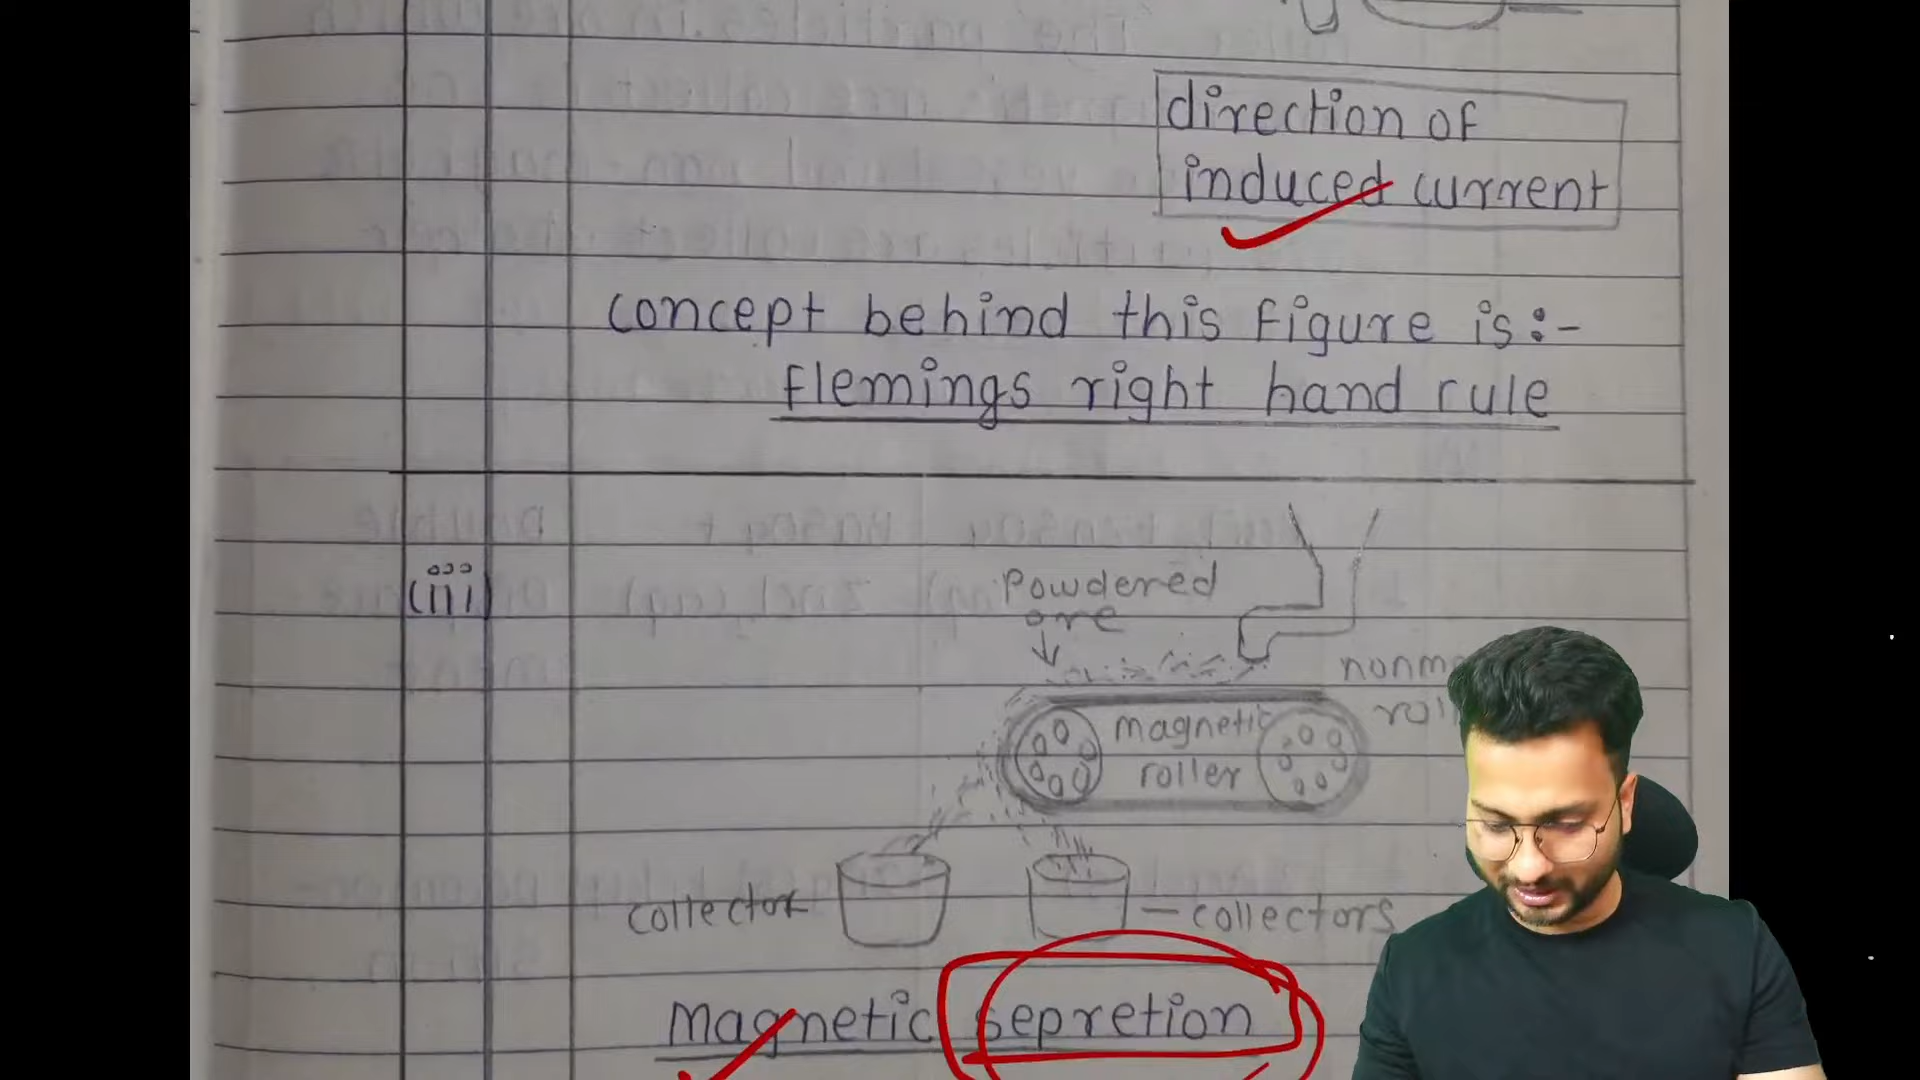 direction of
induced current
concept behind this figure is:-
flemings right hand rule
(iii)
Powdered
ore
magnetic
roller
collector
collectors
Magnetic sepretion